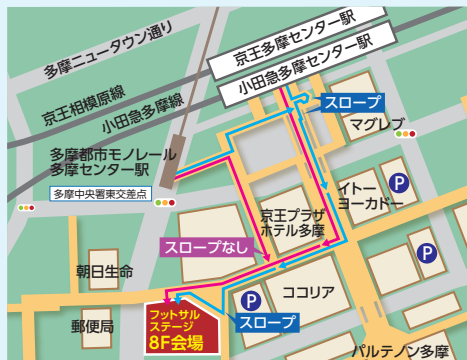 多摩ニュータウン通り
京王多摩センター駅
小田急多摩センター駅
京王相模原線
小田急多摩線
スロープ
マグレブ
多摩都市モノレール
多摩センター駅
多摩中央署東交差点
P
イトー
ヨーカドー
京王プラザ
ホテル多摩
スロープなし
P
朝日生命
ココリア
P
フットサル
ステージ
8F会場
スロープ
郵便局
パルテノン多摩